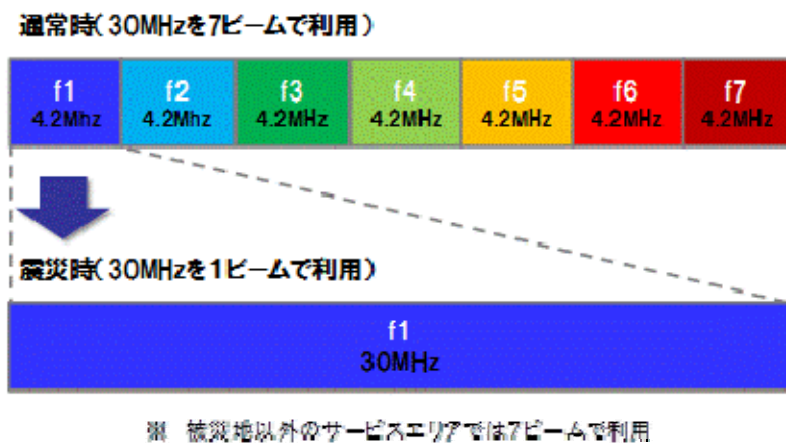 通常時(30MHzを7ビームで利用)
f1 f2 f3 f4 f5 f6 f7
4.2Mhz 4.2Mhz 4.2MHz 4.2MHz 4.2MHz 4.2MHz 4.2MHz
震災時(30MHzを1ビームで利用)
f1
30MHz
※ 被災地以外のサービスエリアでは7ビームで利用